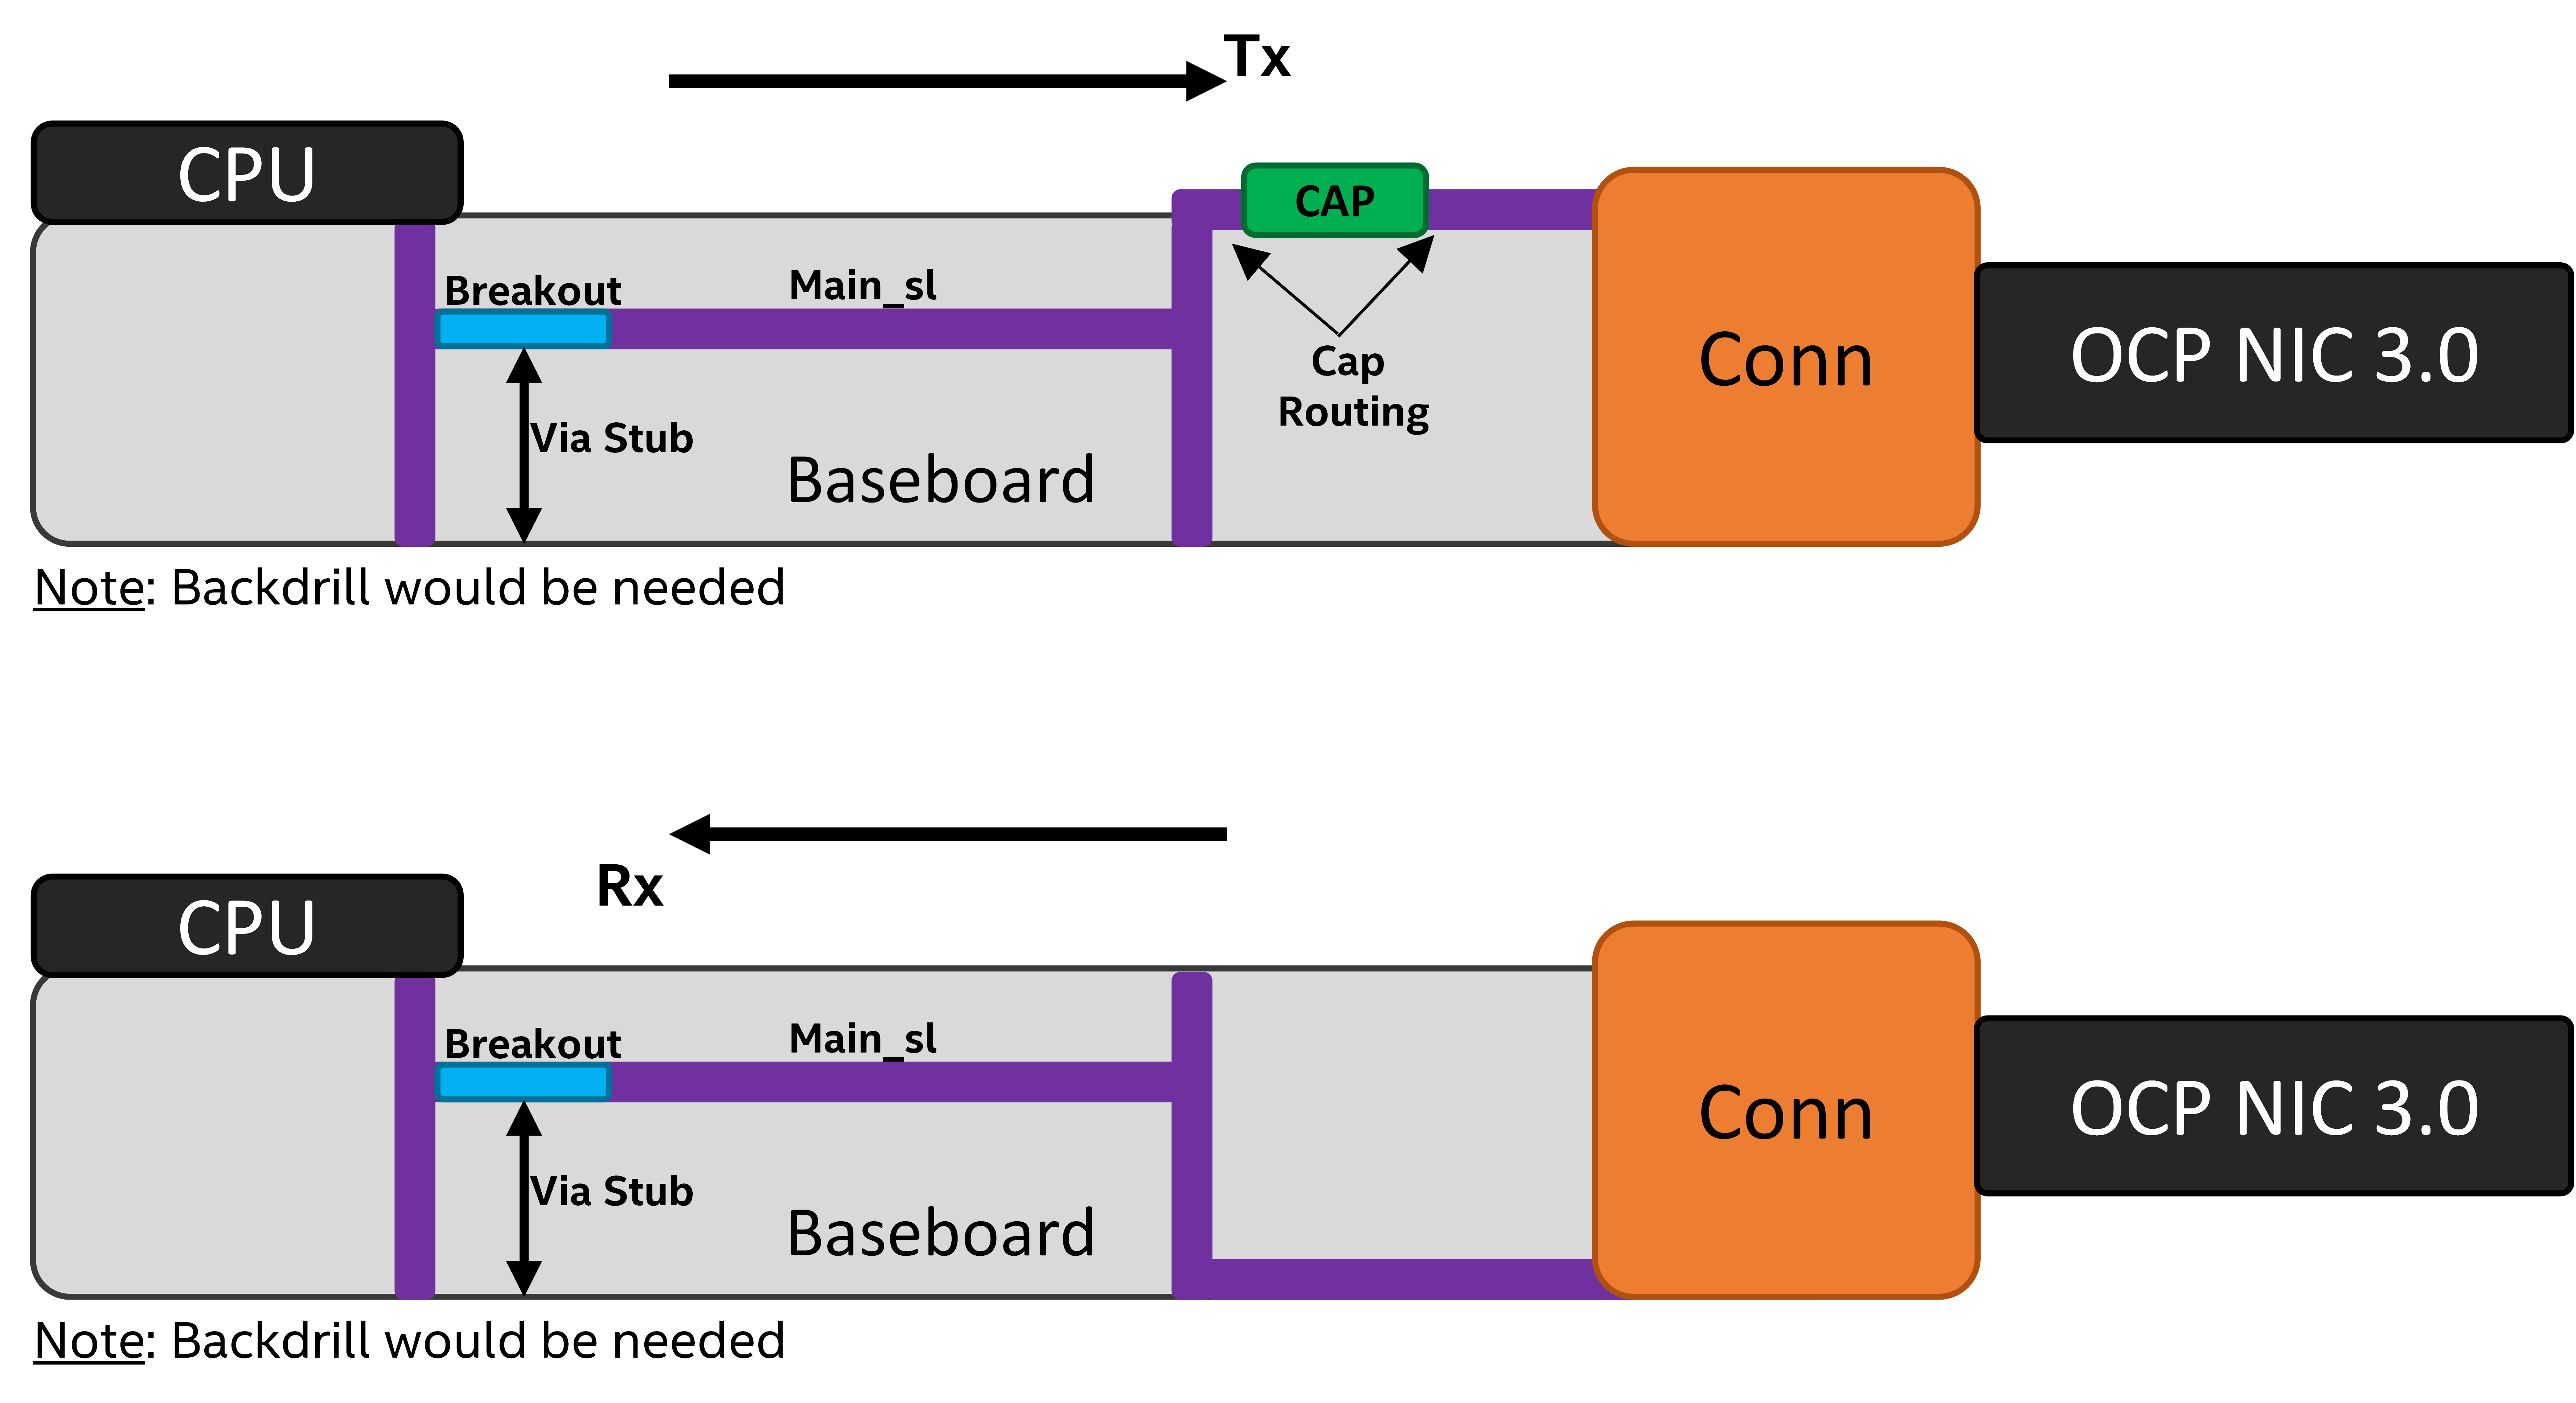 Tx
CPU
CAP
Breakout
Main_sl
Conn
OCP NIC 3.0
Cap
Routing
Via Stub
Baseboard
Note: Backdrill would be needed
Rx
CPU
Breakout
Main_sl
Conn
OCP NIC 3.0
Via Stub
Baseboard
Note: Backdrill would be needed